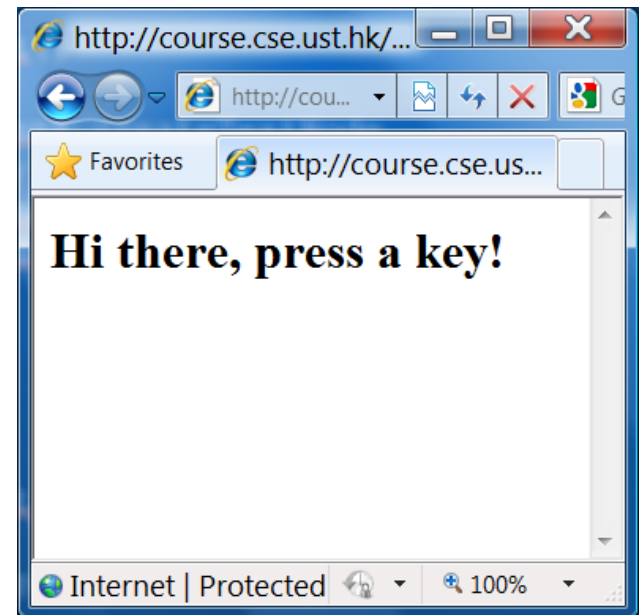 http://course.cse.ust.hk/...
http://cou... G
Favorites http://course.cse.us...
Hi there, press a key!
Internet | Protected 100%